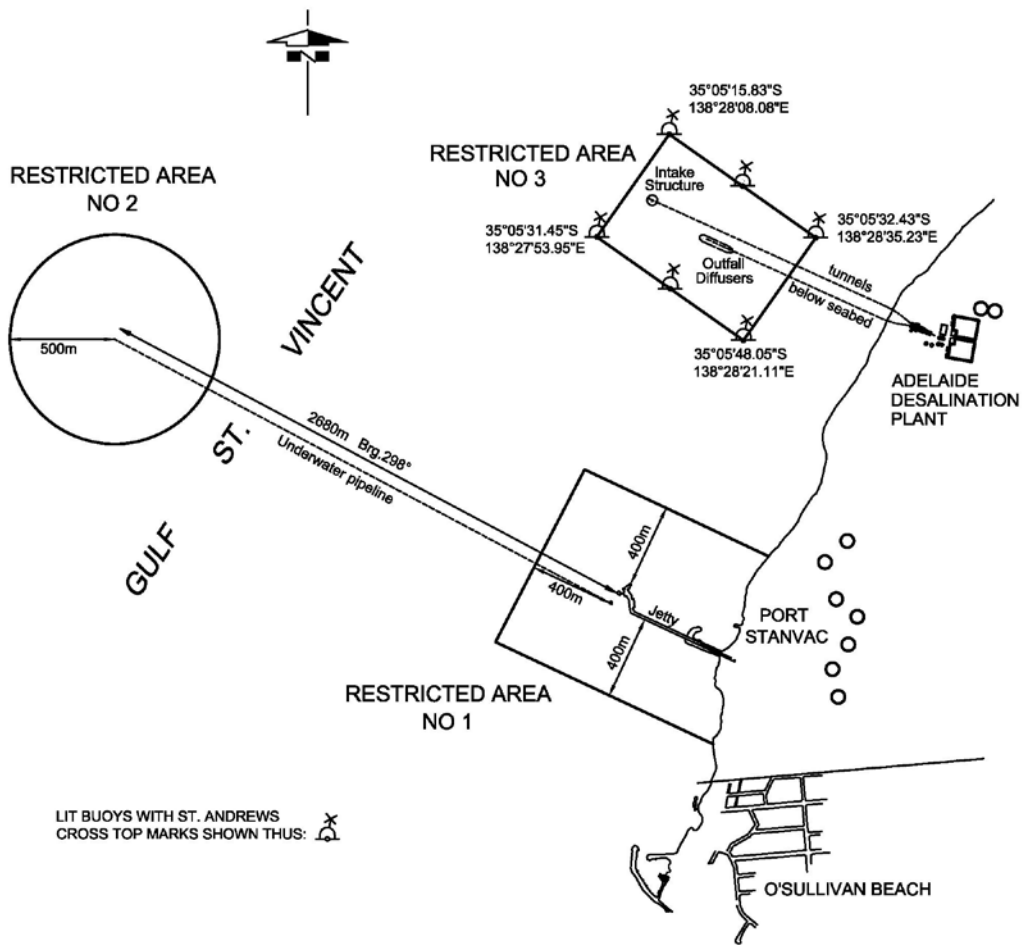 N
35°05'15.83"S
138°28'08.08"E
RESTRICTED AREA
NO 3
RESTRICTED AREA
NO 2
Intake
Structure
35°05'31.45"S
138°27'53.95"E
35°05'32.43"S
138°28'35.23"E
Outfall
Diffusers
tunnels
below seabed
500m
VINCENT
35°05'48.05"S
138°28'21.11"E
ADELAIDE
DESALINATION
PLANT
2680m Brg.298°
Underwater pipeline
ST.
GULF
400m
400m
Jetty
400m
PORT
STANVAC
RESTRICTED AREA
NO 1
LIT BUOYS WITH ST. ANDREWS
CROSS TOP MARKS SHOWN THUS:
O'SULLIVAN BEACH